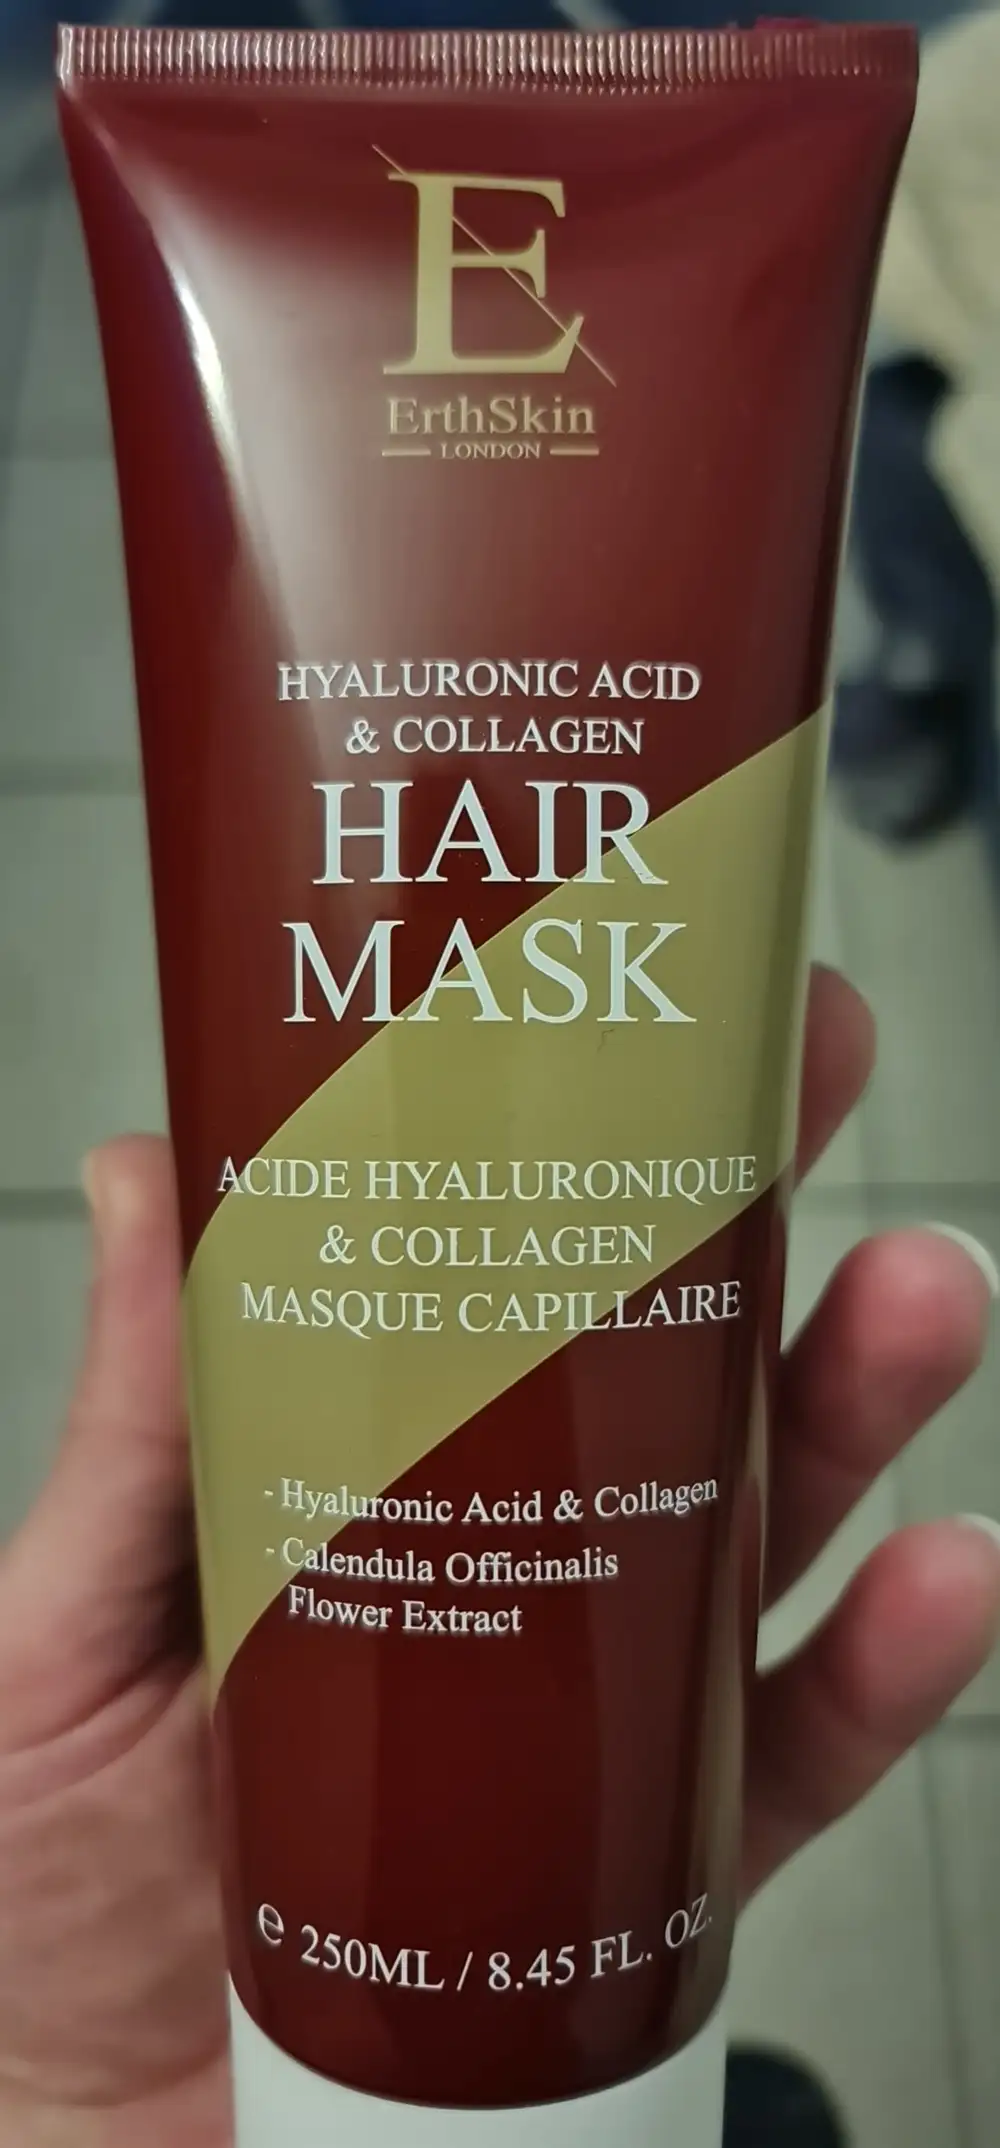 E
ErthSkin
LONDON
HYALURONIC ACID
& COLLAGEN
HAIR
MASK
ACIDE HYALURONIQUE
& COLLAGEN
MASQUE CAPILLAIRE
- Hyaluronic Acid & Collagen
- Calendula Officinalis
Flower Extract
℮ 250ML / 8.45 FL. OZ.